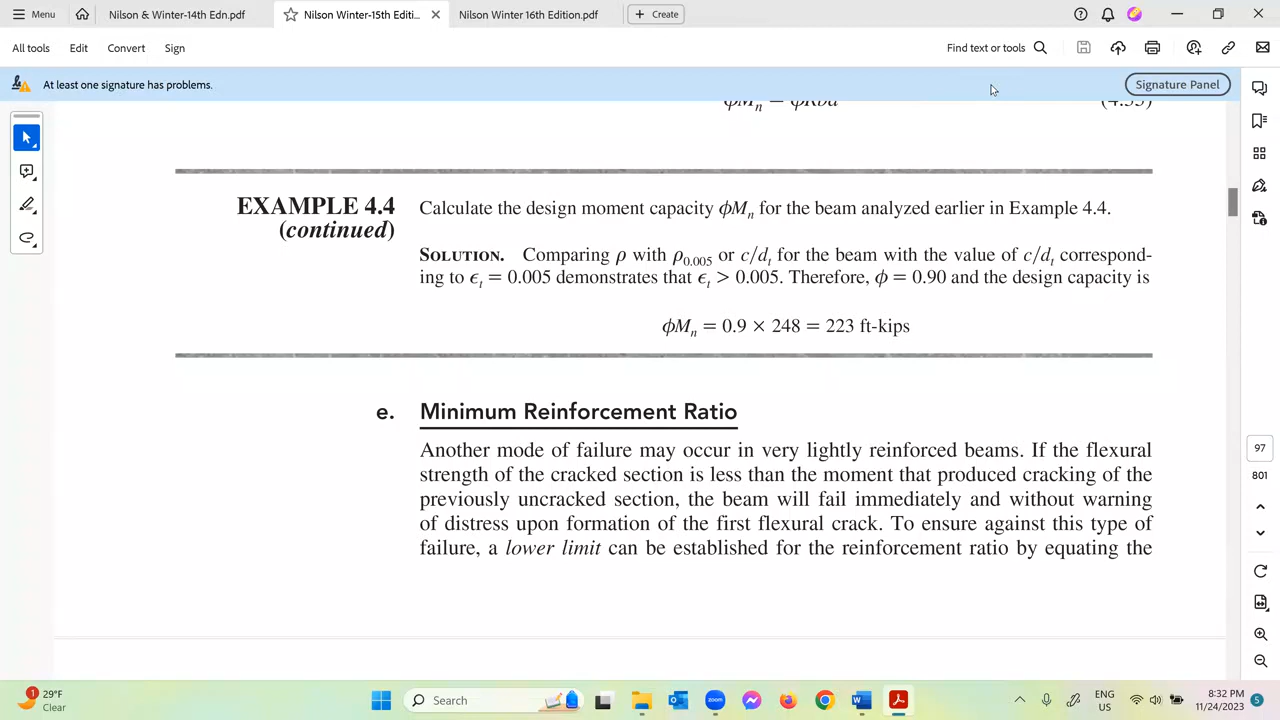 Menu
Nilson & Winter-14th Edn.pdf
Nilson Winter-15th Editi...
Nilson Winter 16th Edition.pdf
Create
All tools
Edit
Convert
Sign
Find text or tools
At least one signature has problems.
Signature Panel
EXAMPLE 4.4
(continued)
Calculate the design moment capacity ϕMn for the beam analyzed earlier in Example 4.4.
SOLUTION. Comparing ρ with ρ0.005 or c/dt for the beam with the value of c/dt correspond-
ing to ϵt = 0.005 demonstrates that ϵt > 0.005. Therefore, ϕ = 0.90 and the design capacity is
ϕMn = 0.9 × 248 = 223 ft-kips
e. Minimum Reinforcement Ratio
Another mode of failure may occur in very lightly reinforced beams. If the flexural
strength of the cracked section is less than the moment that produced cracking of the
previously uncracked section, the beam will fail immediately and without warning
of distress upon formation of the first flexural crack. To ensure against this type of
failure, a lower limit can be established for the reinforcement ratio by equating the
97
801
1
29°F
Clear
Search
zoom
ENG
US
8:32 PM
11/24/2023
5